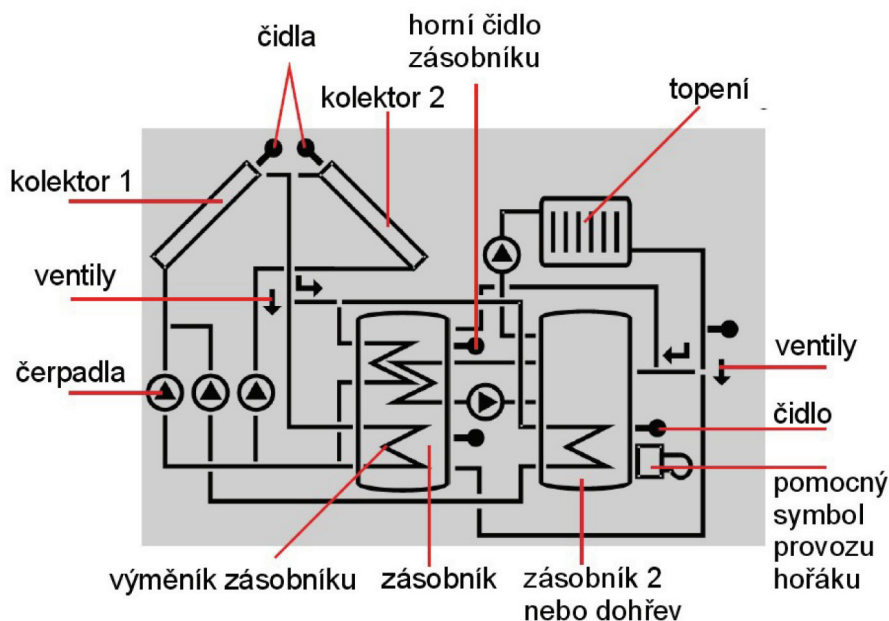 čidla
horní čidlo
zásobníku
kolektor 2
topení
kolektor 1
ventily
ventily
čerpadla
čidlo
pomocný
symbol
provozu
hořáku
výměník zásobníku
zásobník
zásobník 2
nebo dohřev